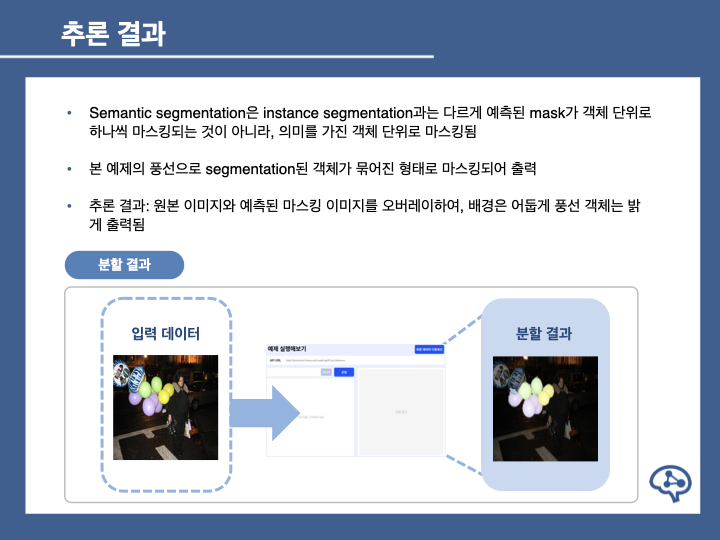 추론 결과
• Semantic segmentation은 instance segmentation과는 다르게 예측된 mask가 객체 단위로
하나씩 마스킹되는 것이 아니라, 의미를 가진 객체 단위로 마스킹됨
• 본 예제의 풍선으로 segmentation된 객체가 묶어진 형태로 마스킹되어 출력
• 추론 결과: 원본 이미지와 예측된 마스킹 이미지를 오버레이하여, 배경은 어둡게 풍선 객체는 밝
게 출력됨
분할 결과
입력 데이터
예제 실행해보기
API URL
분할 결과